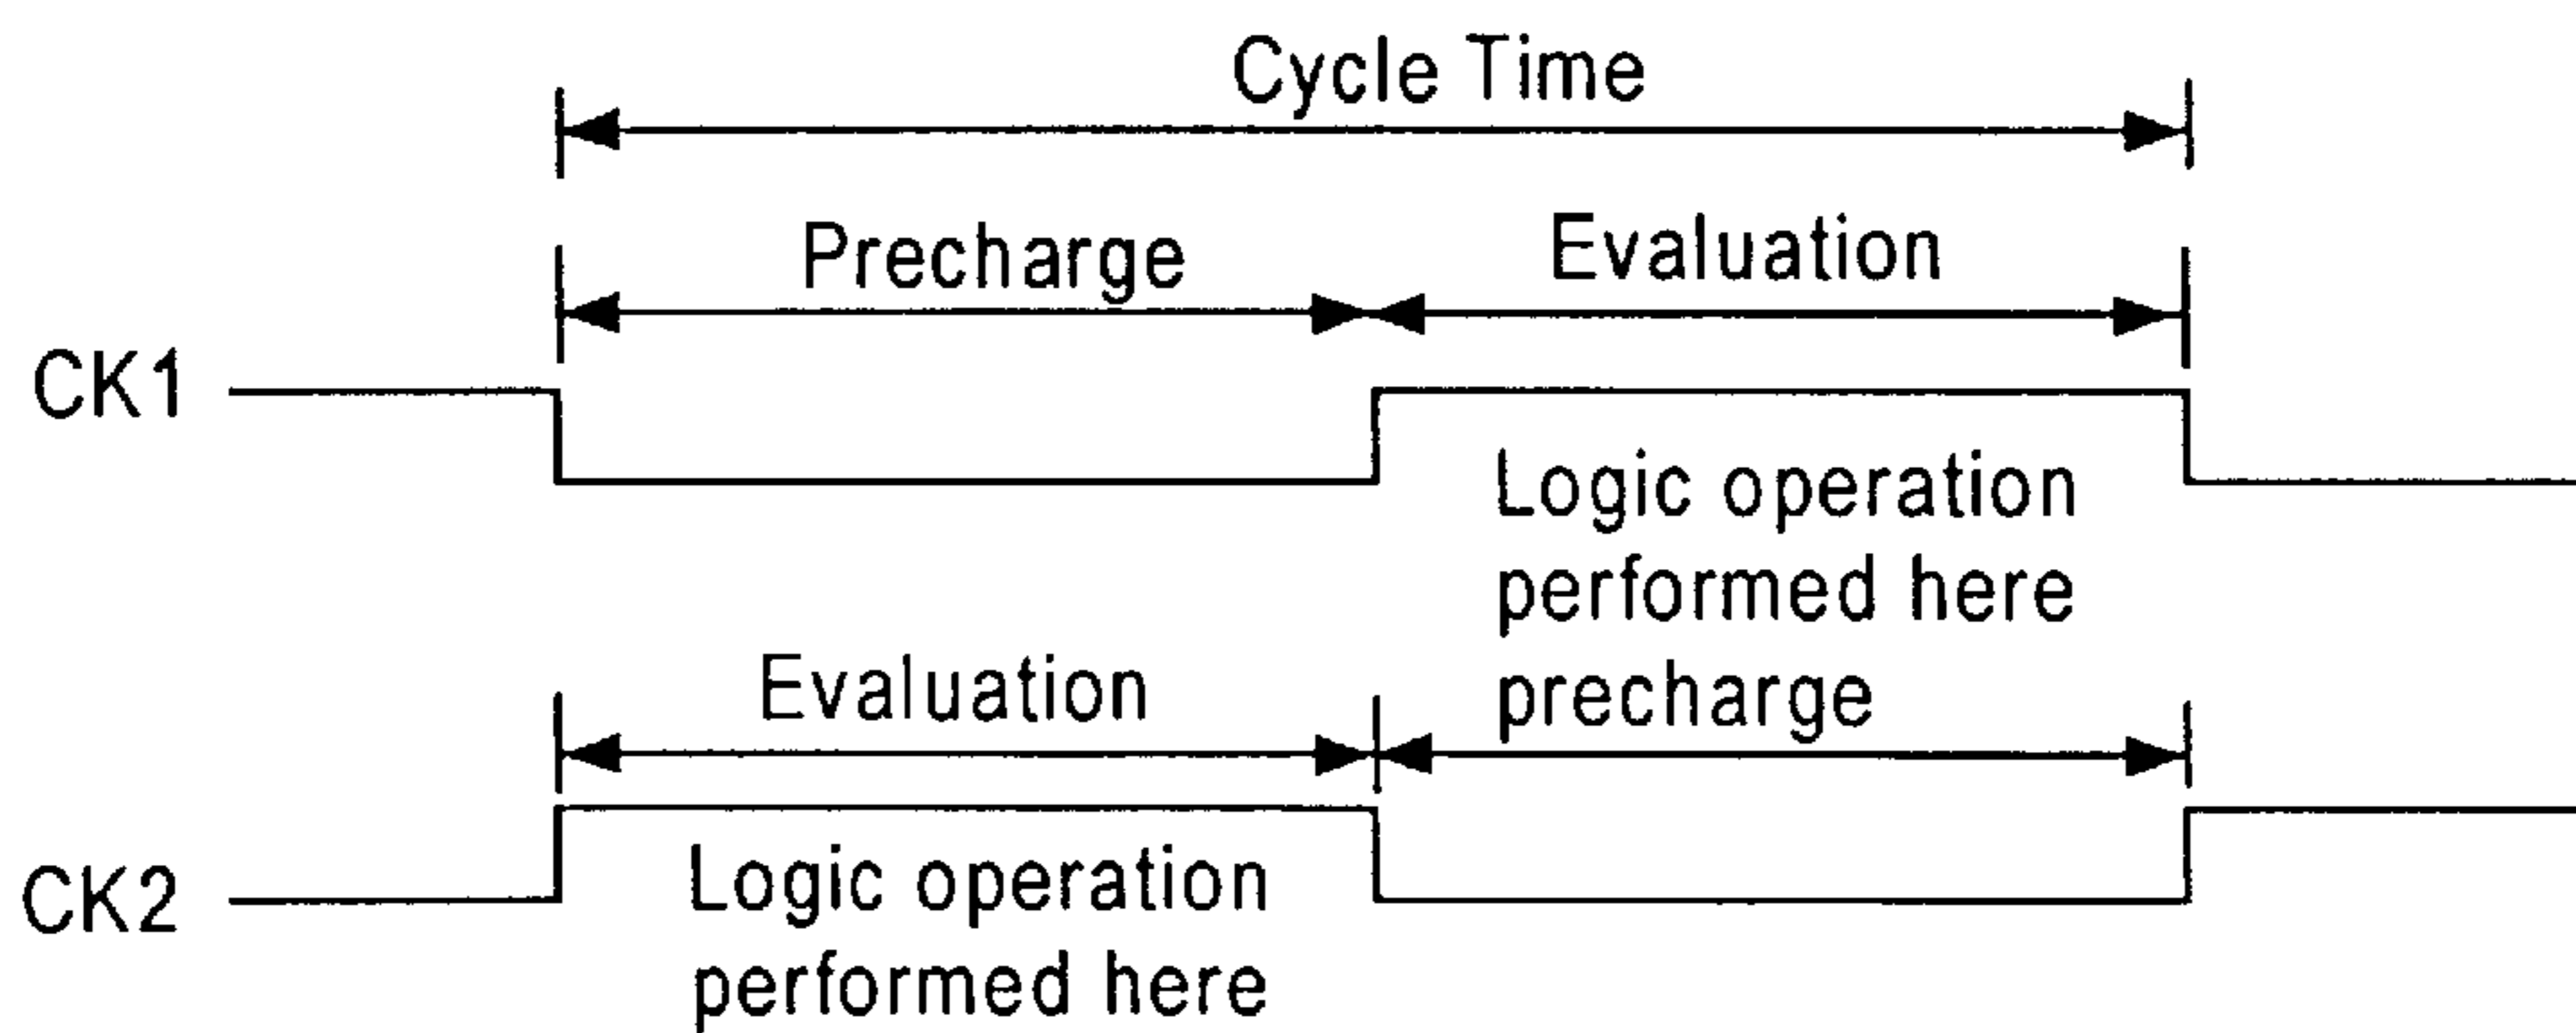 Cycle Time
Precharge
Evaluation
CK1
Logic operation
performed here
Evaluation
precharge
CK2
Logic operation
performed here